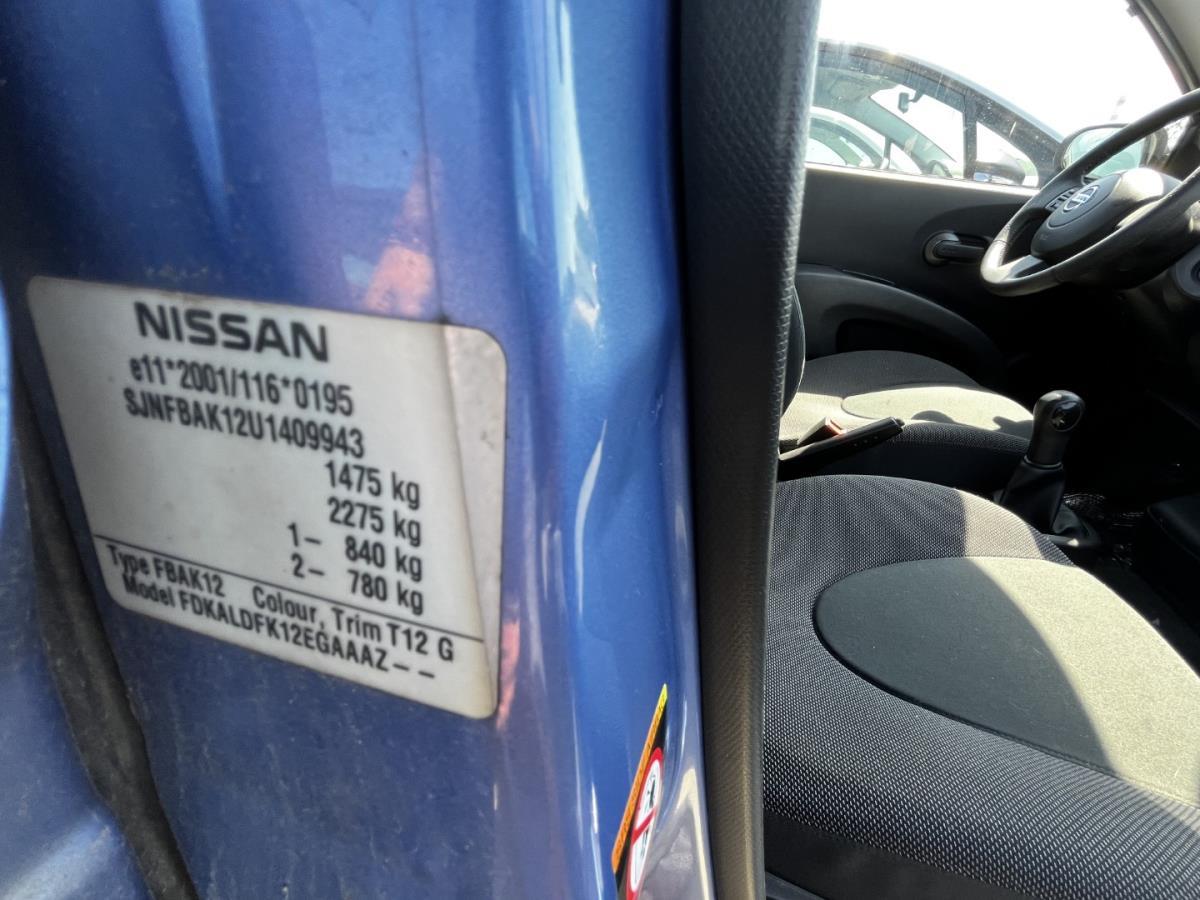 NISSAN
e11*2001/116*0195
SJNFBAK12U1409943
1475 kg
2275 kg
1– 840 kg
2– 780 kg
Type FBAK12 Colour, Trim T12 G
Model FDKALDFK12EGAAAZ– –